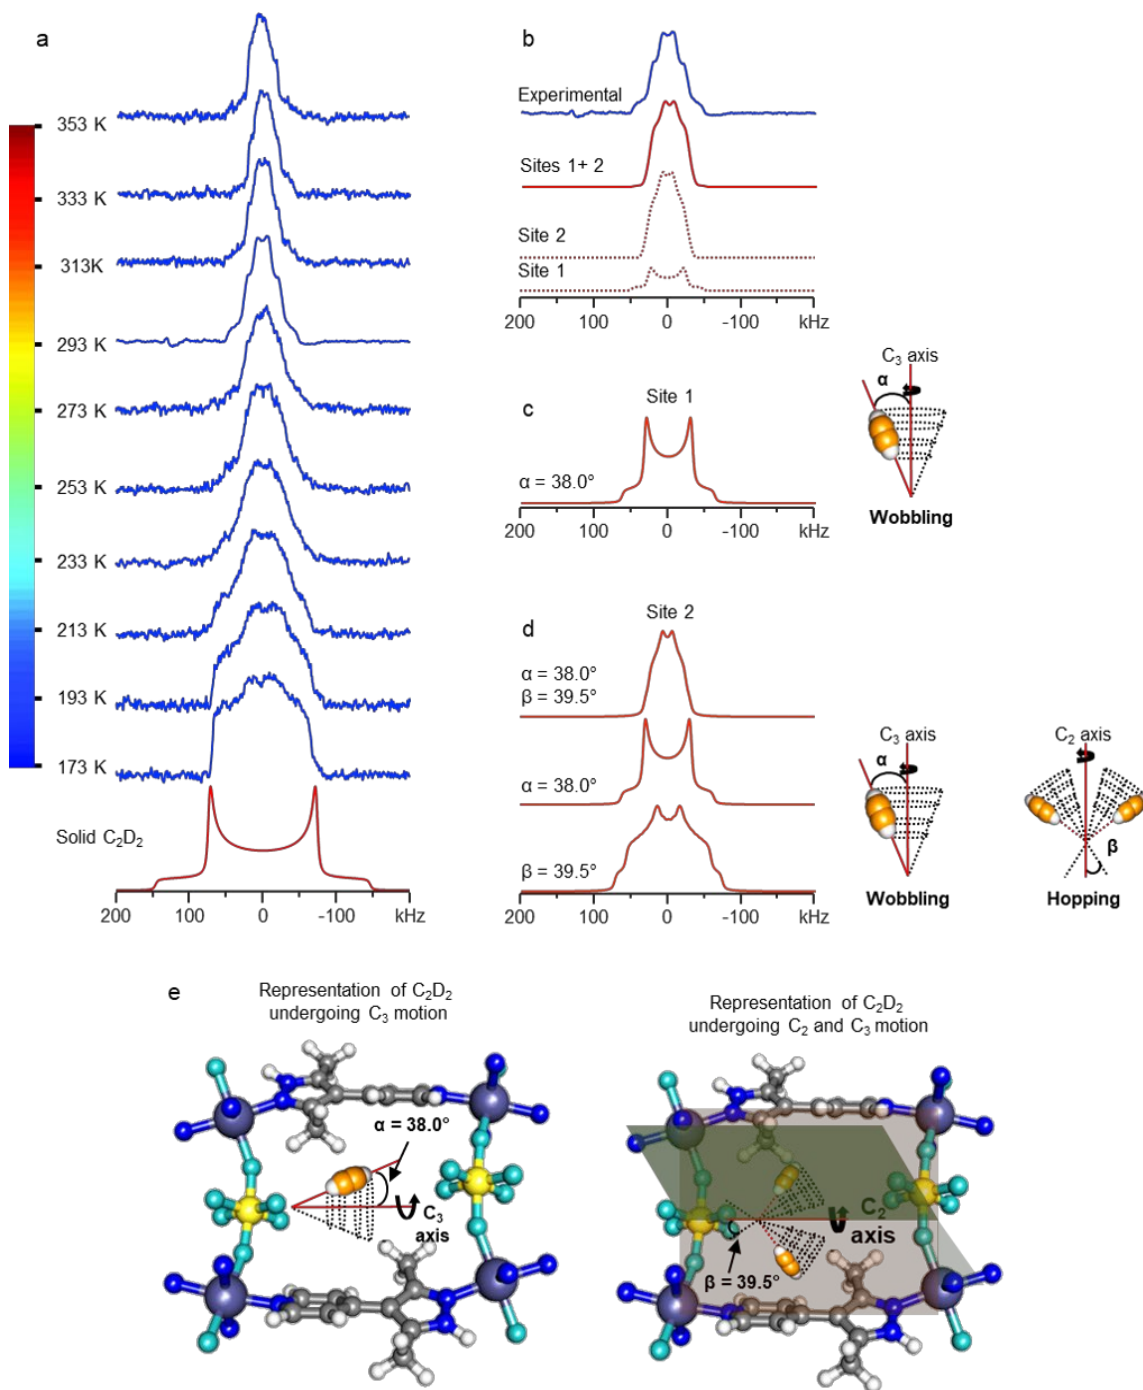 a
353 K
333 K
313K
293 K
273 K
253 K
233 K
213 K
193 K
173 K
Solid C₂D₂
200 100 0 -100 kHz
b
Experimental
Sites 1+ 2
Site 2
Site 1
200 100 0 -100 kHz
c
Site 1
α = 38.0°
200 100 0 -100 kHz
C₃ axis
α
Wobbling
d
Site 2
α = 38.0°
β = 39.5°
α = 38.0°
β = 39.5°
200 100 0 -100 kHz
C₃ axis
α
Wobbling
C₂ axis
β
Hopping
e
Representation of C₂D₂
undergoing C₃ motion
α = 38.0°
C₃
axis
Representation of C₂D₂
undergoing C₂ and C₃ motion
C₂
axis
β = 39.5°